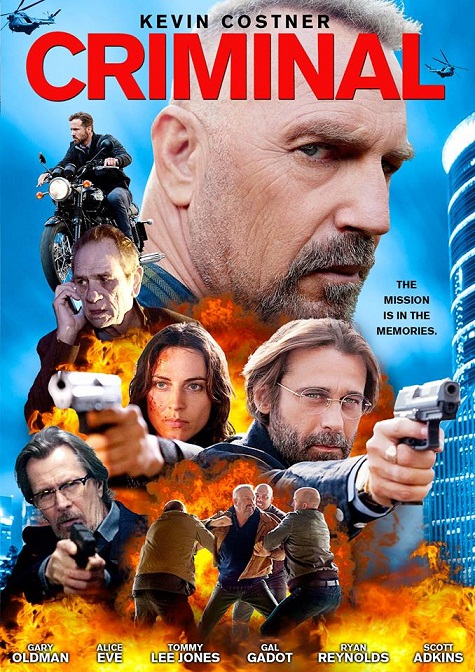 KEVIN COSTNER
CRIMINAL
THE
MISSION
IS IN THE
MEMORIES.
GARY
OLDMAN
ALICE
EVE
TOMMY
LEE JONES
GAL
GADOT
RYAN
REYNOLDS
SCOTT
ADKINS